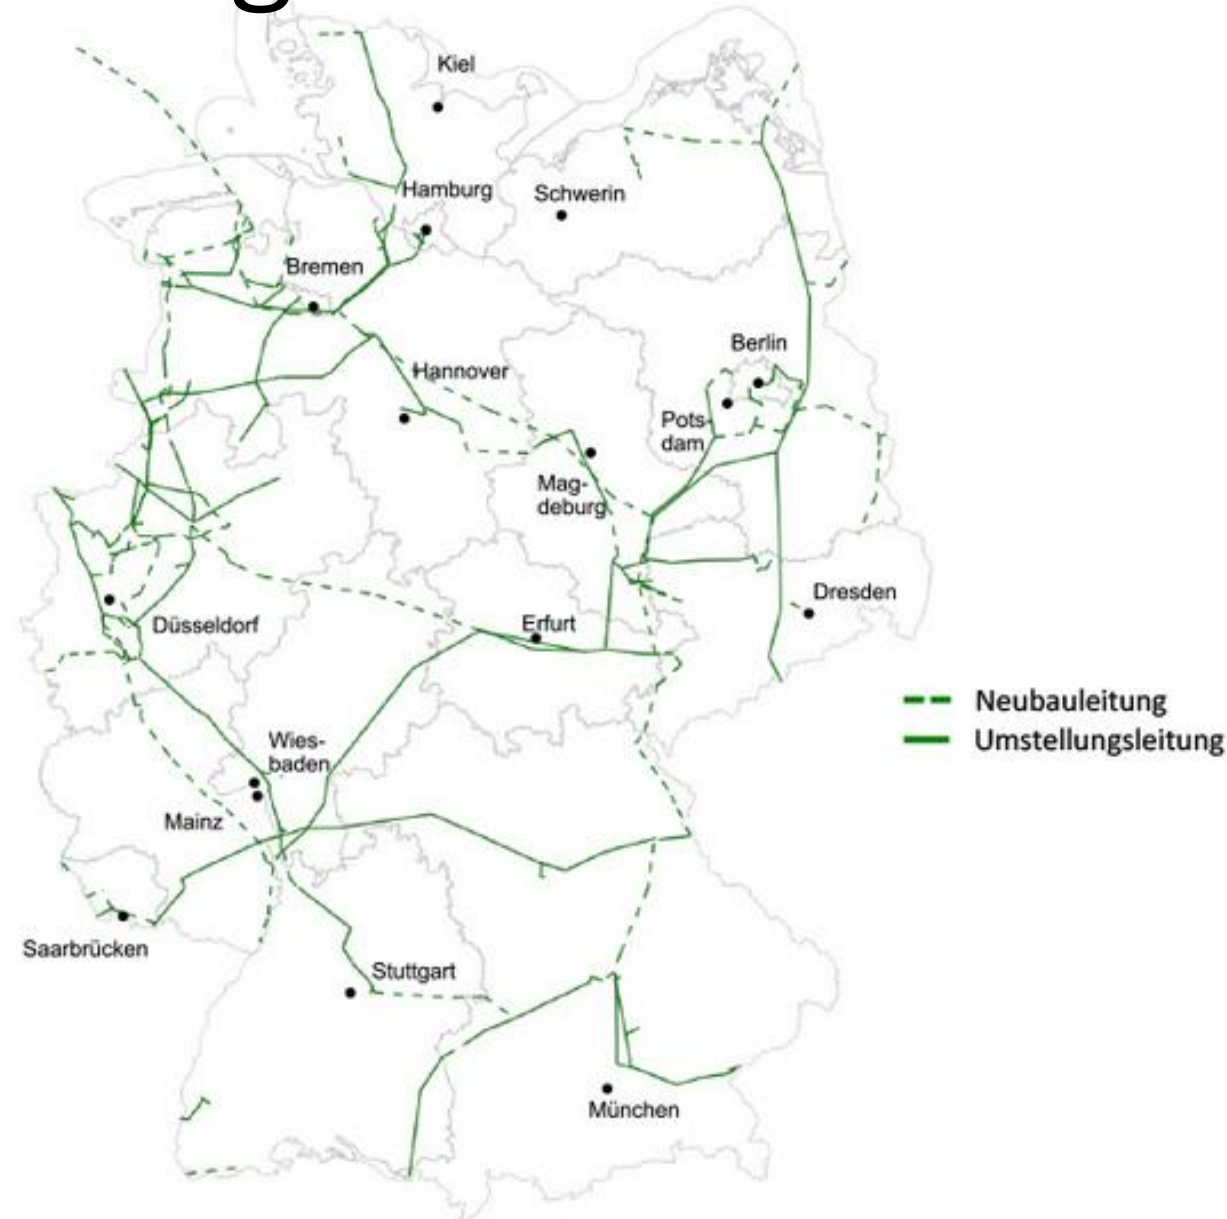 Kiel
Hamburg
Schwerin
Bremen
Berlin
Hannover
Pots-
dam
Mag-
deburg
Dresden
Düsseldorf
Erfurt
Neubauleitung
Umstellungsleitung
Wies-
baden
Mainz
Saarbrücken
Stuttgart
München